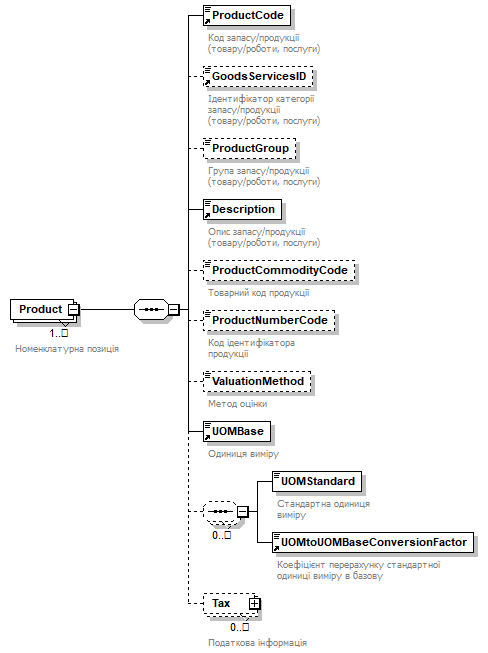 ProductCode
Код запасу/продукції
(товару/роботи, послуги)
GoodsServicesID
Ідентифікатор категорії
запасу/продукції
(товару/роботи, послуги)
ProductGroup
Група запасу/продукції
(товару/роботи, послуги)
Description
Опис запасу/продукції
(товару/роботи, послуги)
ProductCommodityCode
Товарний код продукції
Product
1..
Номенклатурна позиція
ProductNumberCode
Код ідентифікатора
продукції
ValuationMethod
Метод оцінки
UOMBase
Одиниця виміру
UOMStandard
Стандартна одиниця
виміру
0..
UOMtoUOMBaseConversionFactor
Коефіцієнт перерахунку стандартної
одиниці виміру в базову
Tax
0..
Податкова інформація